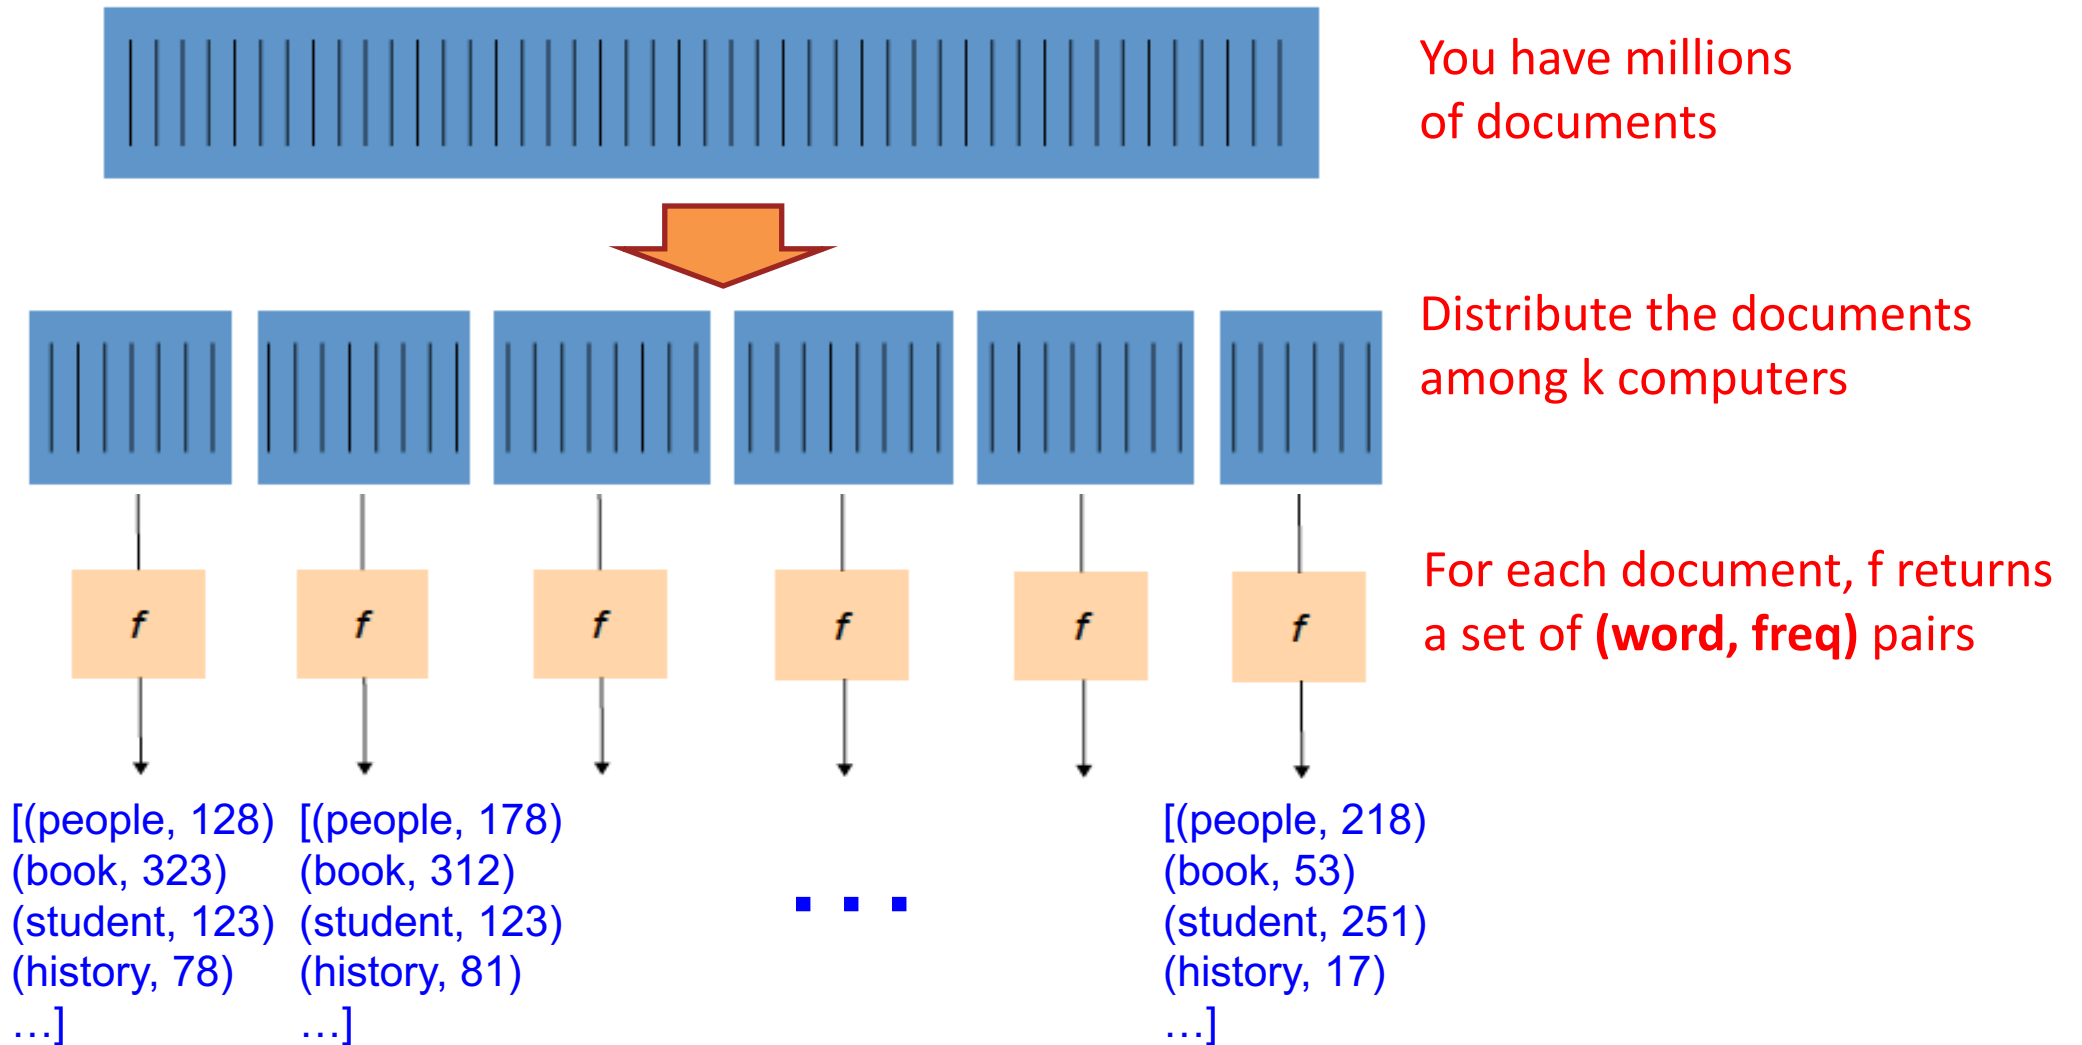 You have millions
of documents
Distribute the documents
among k computers
f
f
f
f
f
f
For each document, f returns
a set of (word, freq) pairs
[(people, 128)
(book, 323)
(student, 123)
(history, 78)
…]
[(people, 178)
(book, 312)
(student, 123)
(history, 81)
…]
...
[(people, 218)
(book, 53)
(student, 251)
(history, 17)
…]